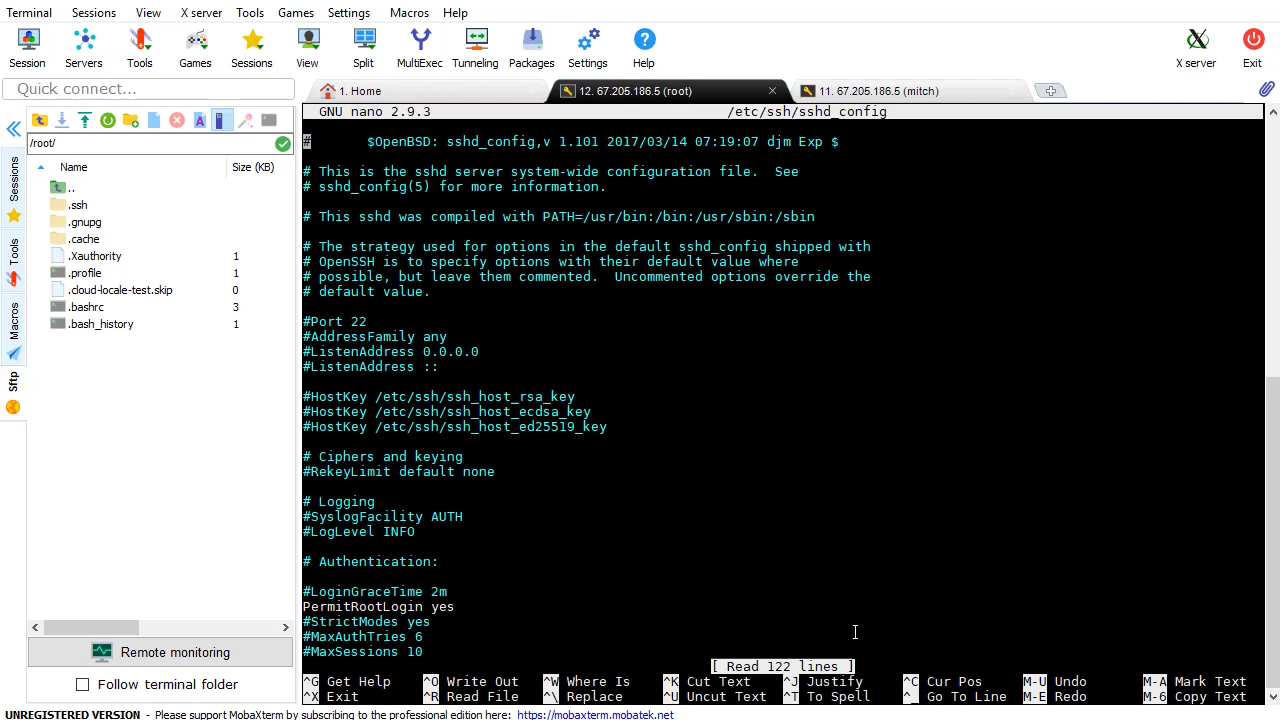 Terminal Sessions View X server Tools Games Settings Macros Help
Session Servers Tools Games Sessions View Split MultiExec Tunneling Packages Settings Help X server Exit
Quick connect...
1. Home 12. 67.205.186.5 (root) 11. 67.205.186.5 (mitch)
/root/
Name Size (KB)
..
.ssh
.gnupg
.cache
.Xauthority 1
.profile 1
.cloud-locale-test.skip 0
.bashrc 3
.bash_history 1
Sessions
Tools
Macros
Sftp
Remote monitoring
Follow terminal folder
GNU nano 2.9.3 /etc/ssh/sshd_config
# $OpenBSD: sshd_config,v 1.101 2017/03/14 07:19:07 djm Exp $
# This is the sshd server system-wide configuration file. See
# sshd_config(5) for more information.
# This sshd was compiled with PATH=/usr/bin:/bin:/usr/sbin:/sbin
# The strategy used for options in the default sshd_config shipped with
# OpenSSH is to specify options with their default value where
# possible, but leave them commented. Uncommented options override the
# default value.
#Port 22
#AddressFamily any
#ListenAddress 0.0.0.0
#ListenAddress ::
#HostKey /etc/ssh/ssh_host_rsa_key
#HostKey /etc/ssh/ssh_host_ecdsa_key
#HostKey /etc/ssh/ssh_host_ed25519_key
# Ciphers and keying
#RekeyLimit default none
# Logging
#SyslogFacility AUTH
#LogLevel INFO
# Authentication:
#LoginGraceTime 2m
PermitRootLogin yes
#StrictModes yes
#MaxAuthTries 6
#MaxSessions 10
[ Read 122 lines ]
^G Get Help ^O Write Out ^W Where Is ^K Cut Text ^J Justify ^C Cur Pos M-U Undo M-A Mark Text
^X Exit ^R Read File ^\ Replace ^U Uncut Text ^T To Spell ^_ Go To Line M-E Redo M-6 Copy Text
UNREGISTERED VERSION - Please support MobaXterm by subscribing to the professional edition here: https://mobaxterm.mobatek.net